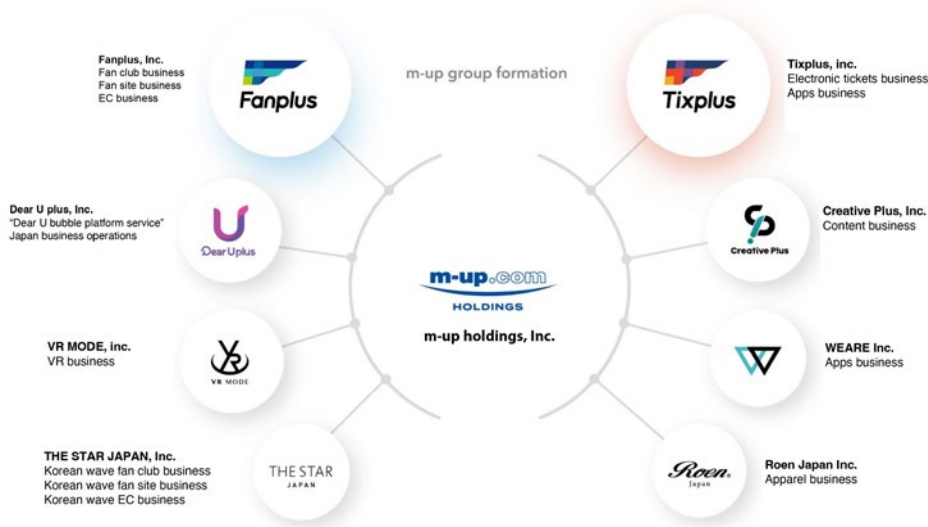 m-up group formation
Fanplus, Inc.
Fan club business
Fan site business
EC business
Fanplus
Tixplus
Tixplus, inc.
Electronic tickets business
Apps business
Dear U plus, Inc.
“Dear U bubble platform service”
Japan business operations
Dear U plus
Creative Plus
Creative Plus, Inc.
Content business
m-up.com
HOLDINGS
m-up holdings, Inc.
VR MODE, inc.
VR business
VR MODE
WEARE Inc.
Apps business
THE STAR JAPAN, Inc.
Korean wave fan club business
Korean wave fan site business
Korean wave EC business
THE STAR
JAPAN
Roen®
Japan
Roen Japan Inc.
Apparel business